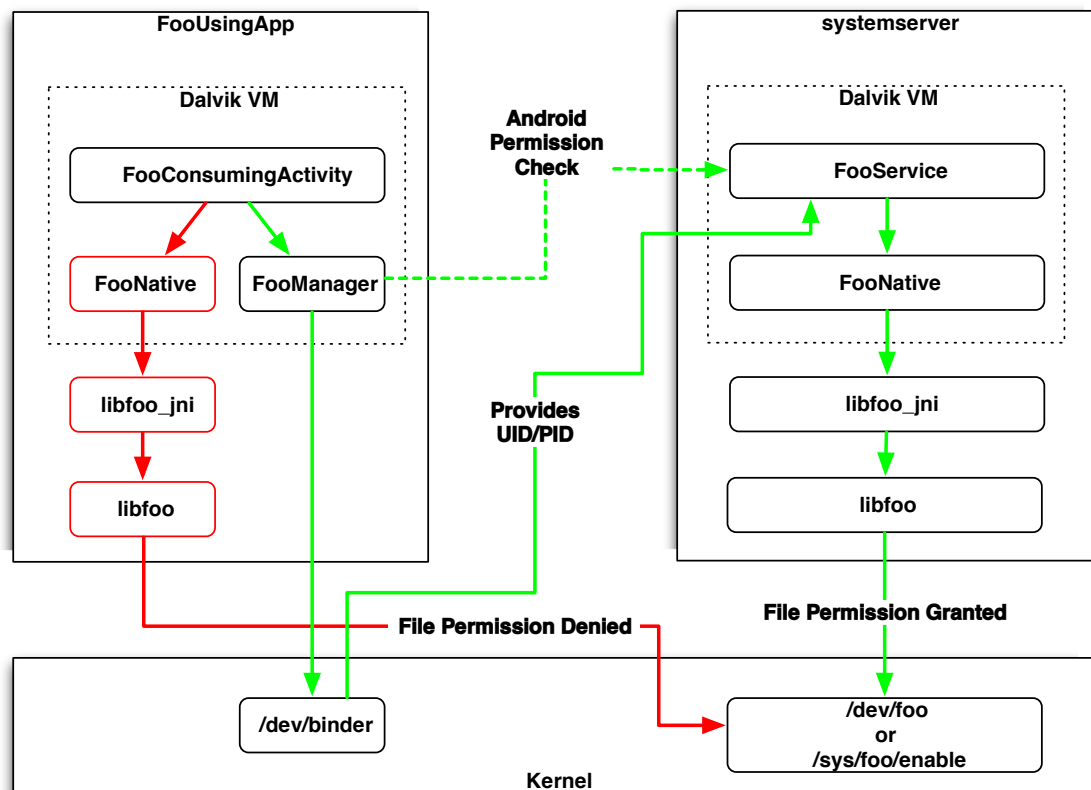 FooUsingApp
Dalvik VM
FooConsumingActivity
FooNative
FooManager
libfoo_jni
libfoo
Android
Permission
Check
Provides
UID/PID
systemserver
Dalvik VM
FooService
FooNative
libfoo_jni
libfoo
File Permission Denied
File Permission Granted
/dev/binder
/dev/foo
or
/sys/foo/enable
Kernel